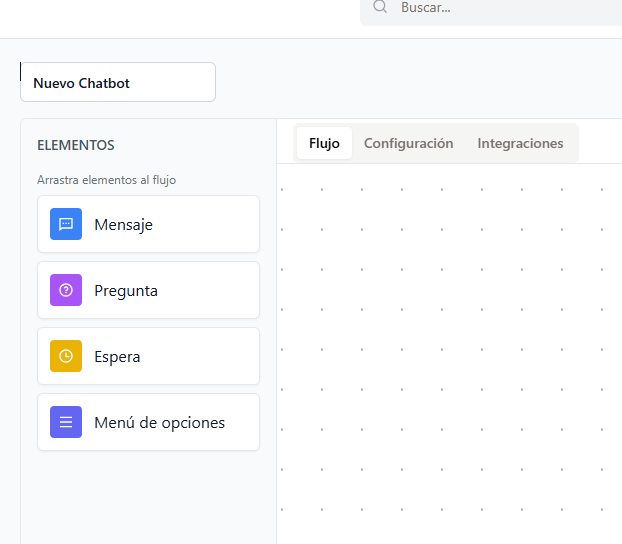 Buscar...
Nuevo Chatbot
ELEMENTOS
Arrastra elementos al flujo
Mensaje
Pregunta
Espera
Menú de opciones
Flujo Configuración Integraciones